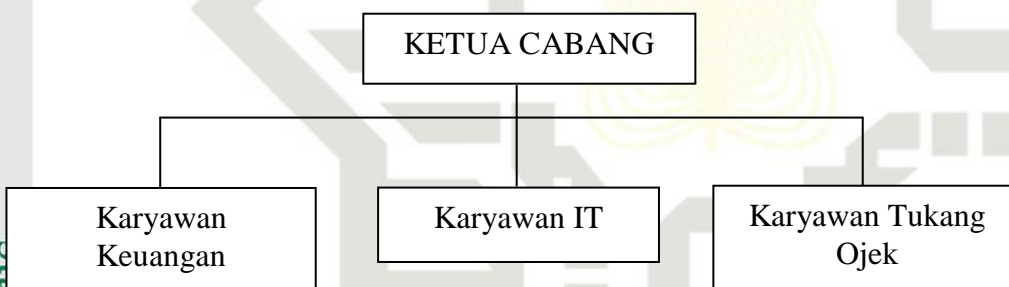 KETUA CABANG
Karyawan
Keuangan
Karyawan IT
Karyawan Tukang
Ojek